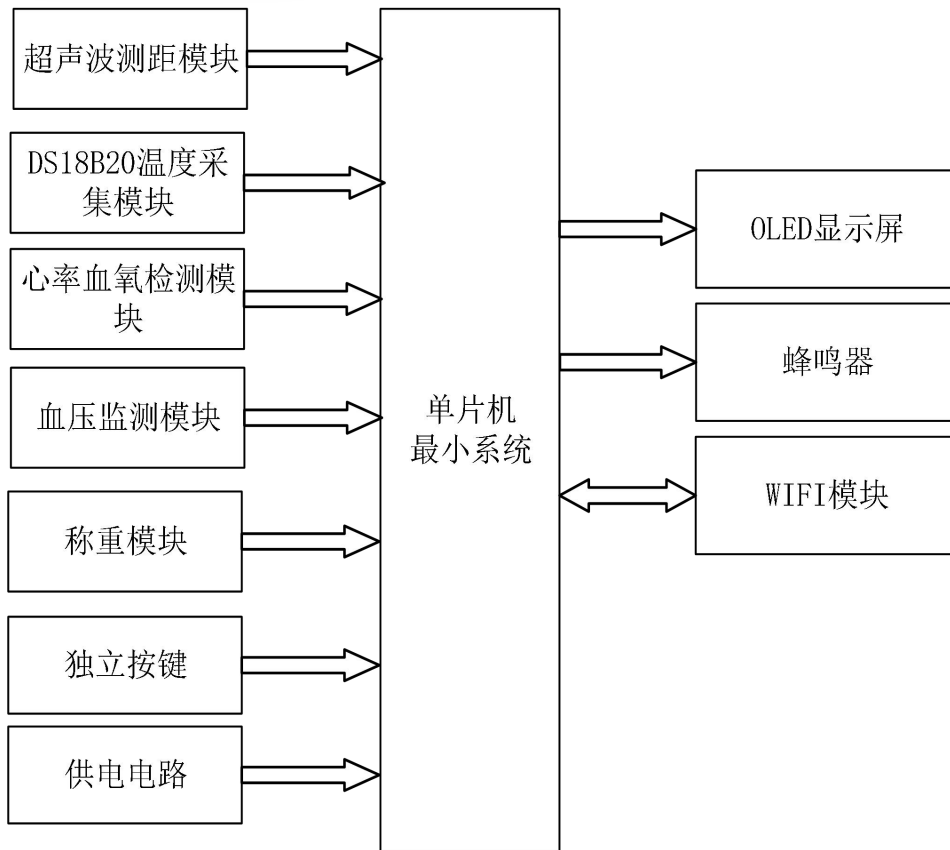 超声波测距模块
DS18B20温度采
集模块
心率血氧检测模
块
血压监测模块
称重模块
独立按键
供电电路
单片机
最小系统
OLED显示屏
蜂鸣器
WIFI模块